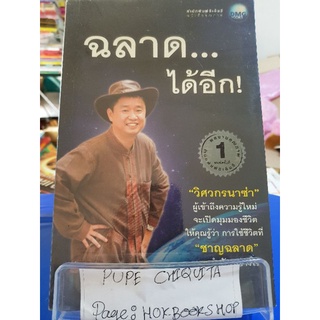 DMG
ฉลาด...
ได้อีก!
1
"วิศวกรนาซ่า"
ผู้เข้าถึงความรู้ใหม่
จะเปิดมุมมองชีวิต
ให้คุณรู้ว่า การใช้ชีวิตที่
"ชาญฉลาด"
PUPE CHIQUITA
Page: HOKBOOKSHOP